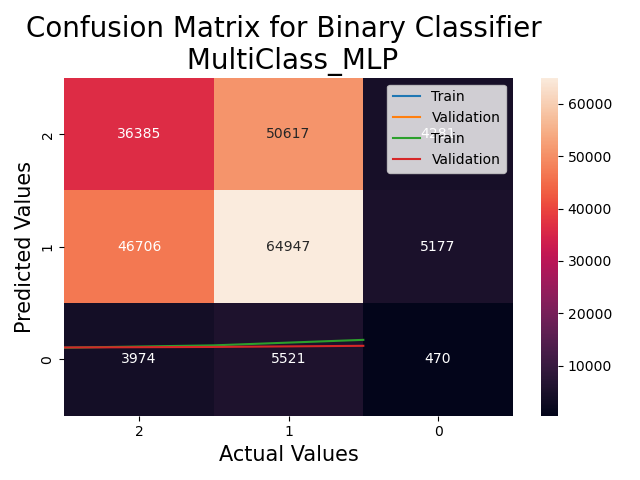 Confusion Matrix for Binary Classifier
MultiClass_MLP
Train
Validation
Train
Validation
60000
50000
40000
30000
20000
10000
Predicted Values
2
1
0
36385 50617
46706 64947 5177
3974 5521 470
2 1 0
Actual Values